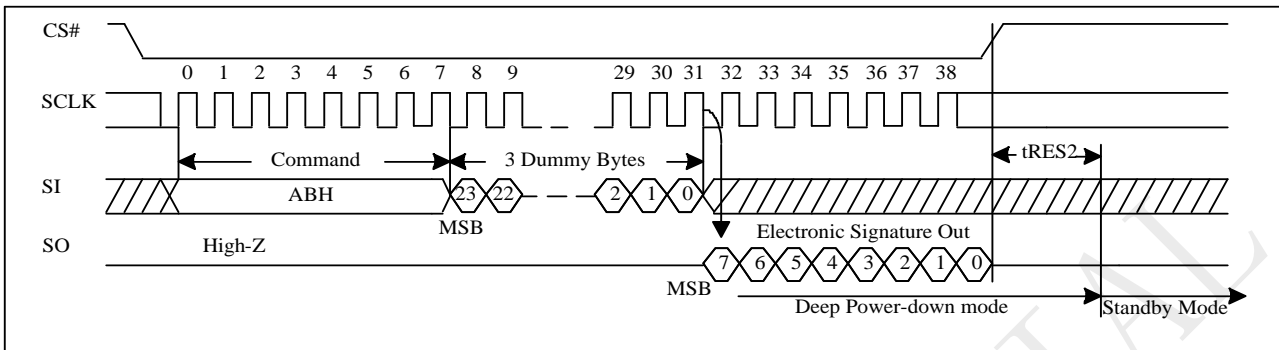 CS#
0 1 2 3 4 5 6 7 8 9 29 30 31 32 33 34 35 36 37 38
SCLK
Command 3 Dummy Bytes tRES2
SI ABH 23 22 2 1 0
MSB
SO High-Z Electronic Signature Out
7 6 5 4 3 2 1 0
MSB
Deep Power-down mode Standby Mode